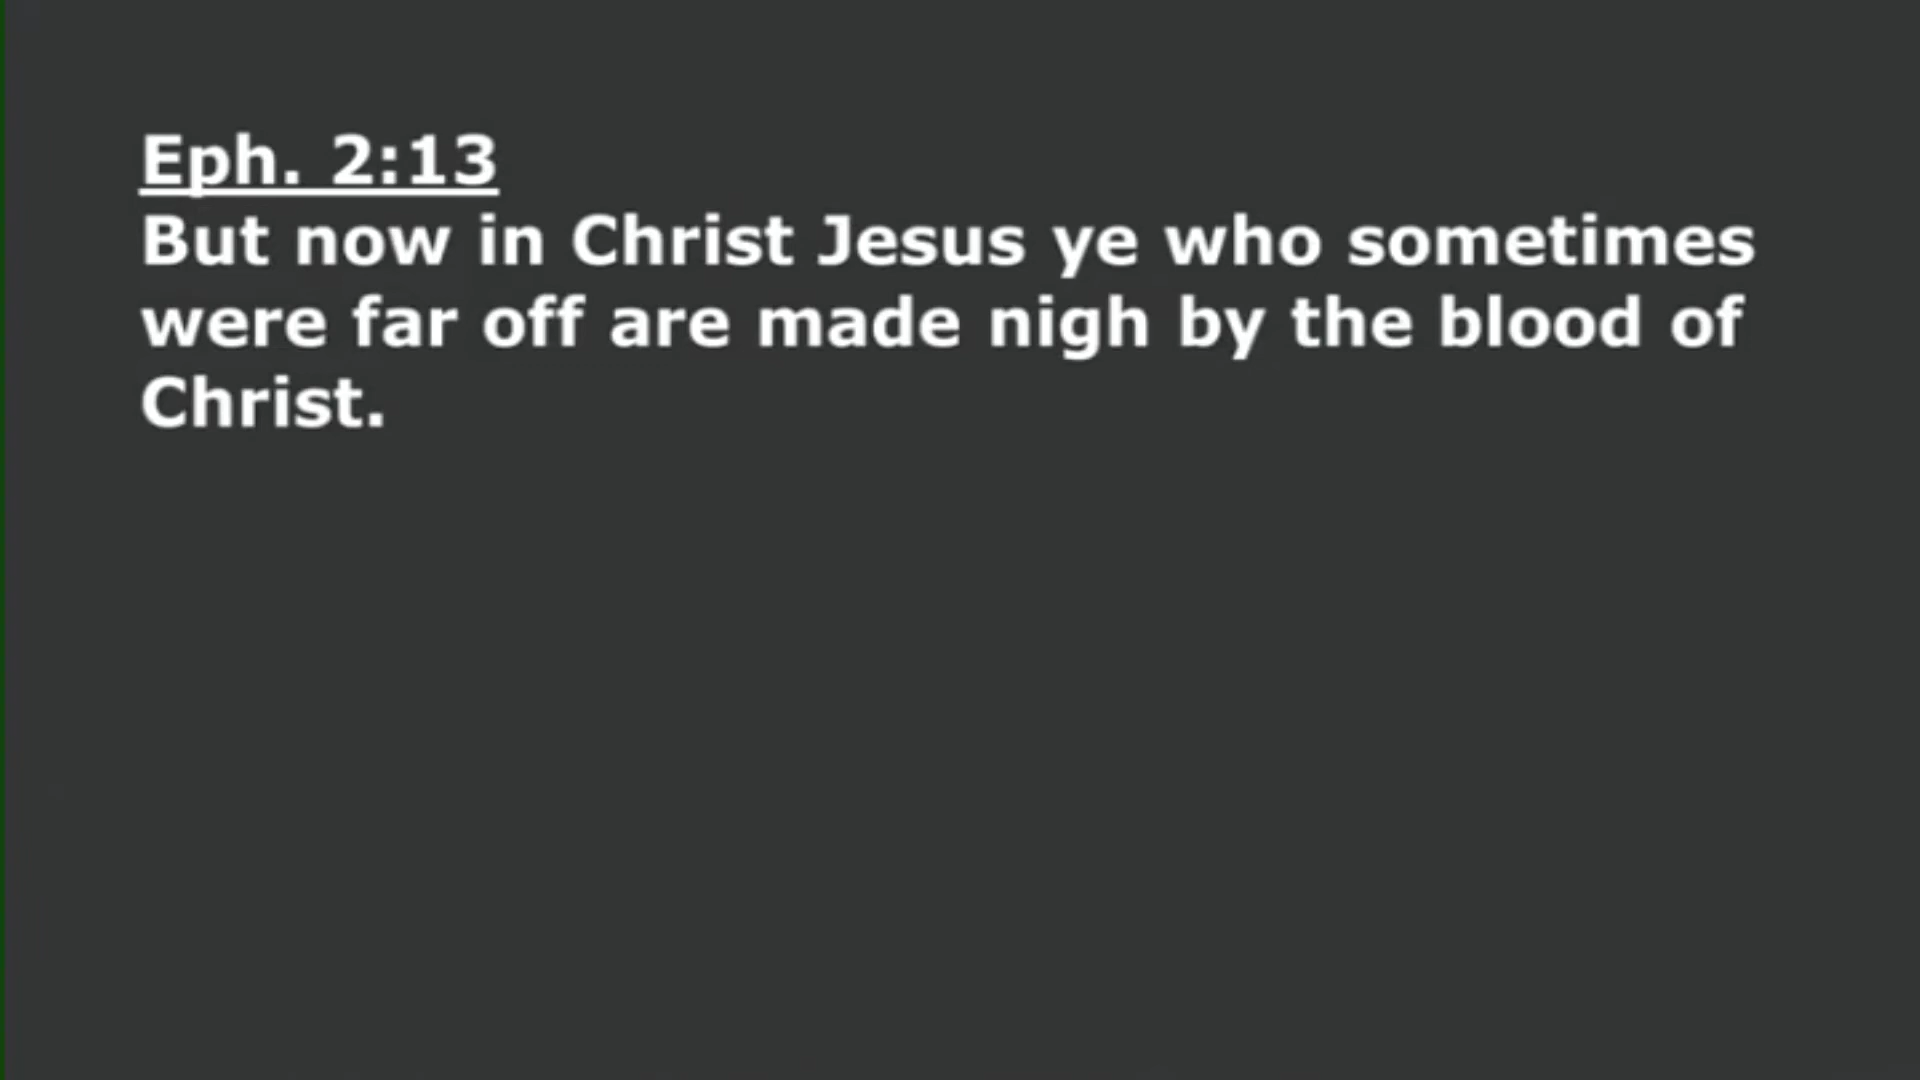 Eph. 2:13
But now in Christ Jesus ye who sometimes
were far off are made nigh by the blood of
Christ.